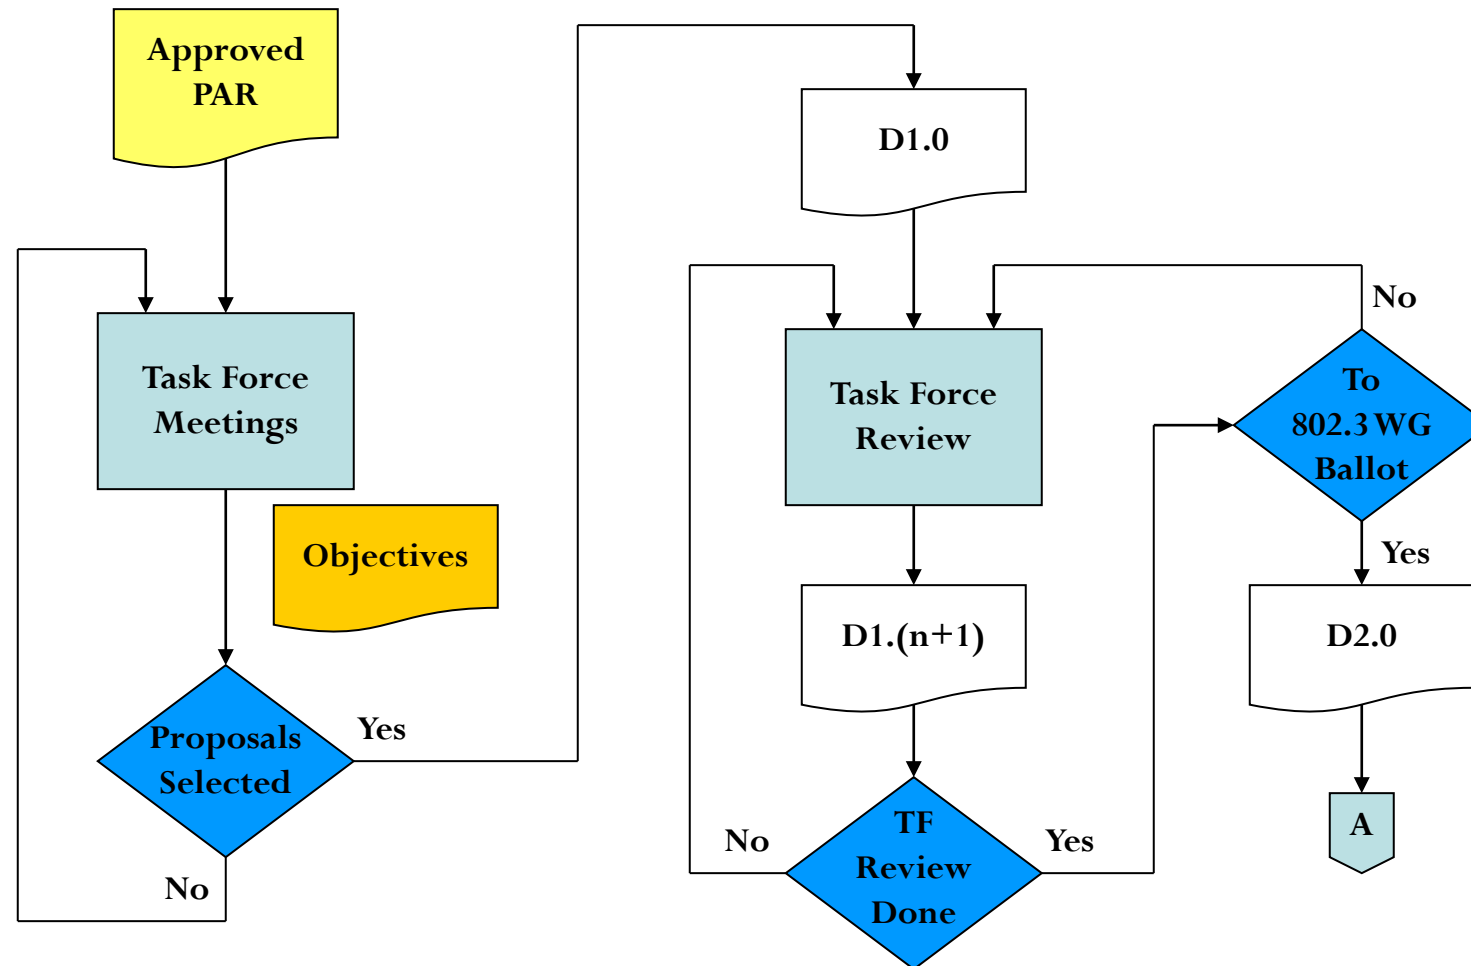 Approved
PAR
Task Force
Meetings
Objectives
Proposals
Selected
Yes
No
D1.0
Task Force
Review
D1.(n+1)
TF
Review
Done
No
Yes
To
802.3 WG
Ballot
No
Yes
D2.0
A